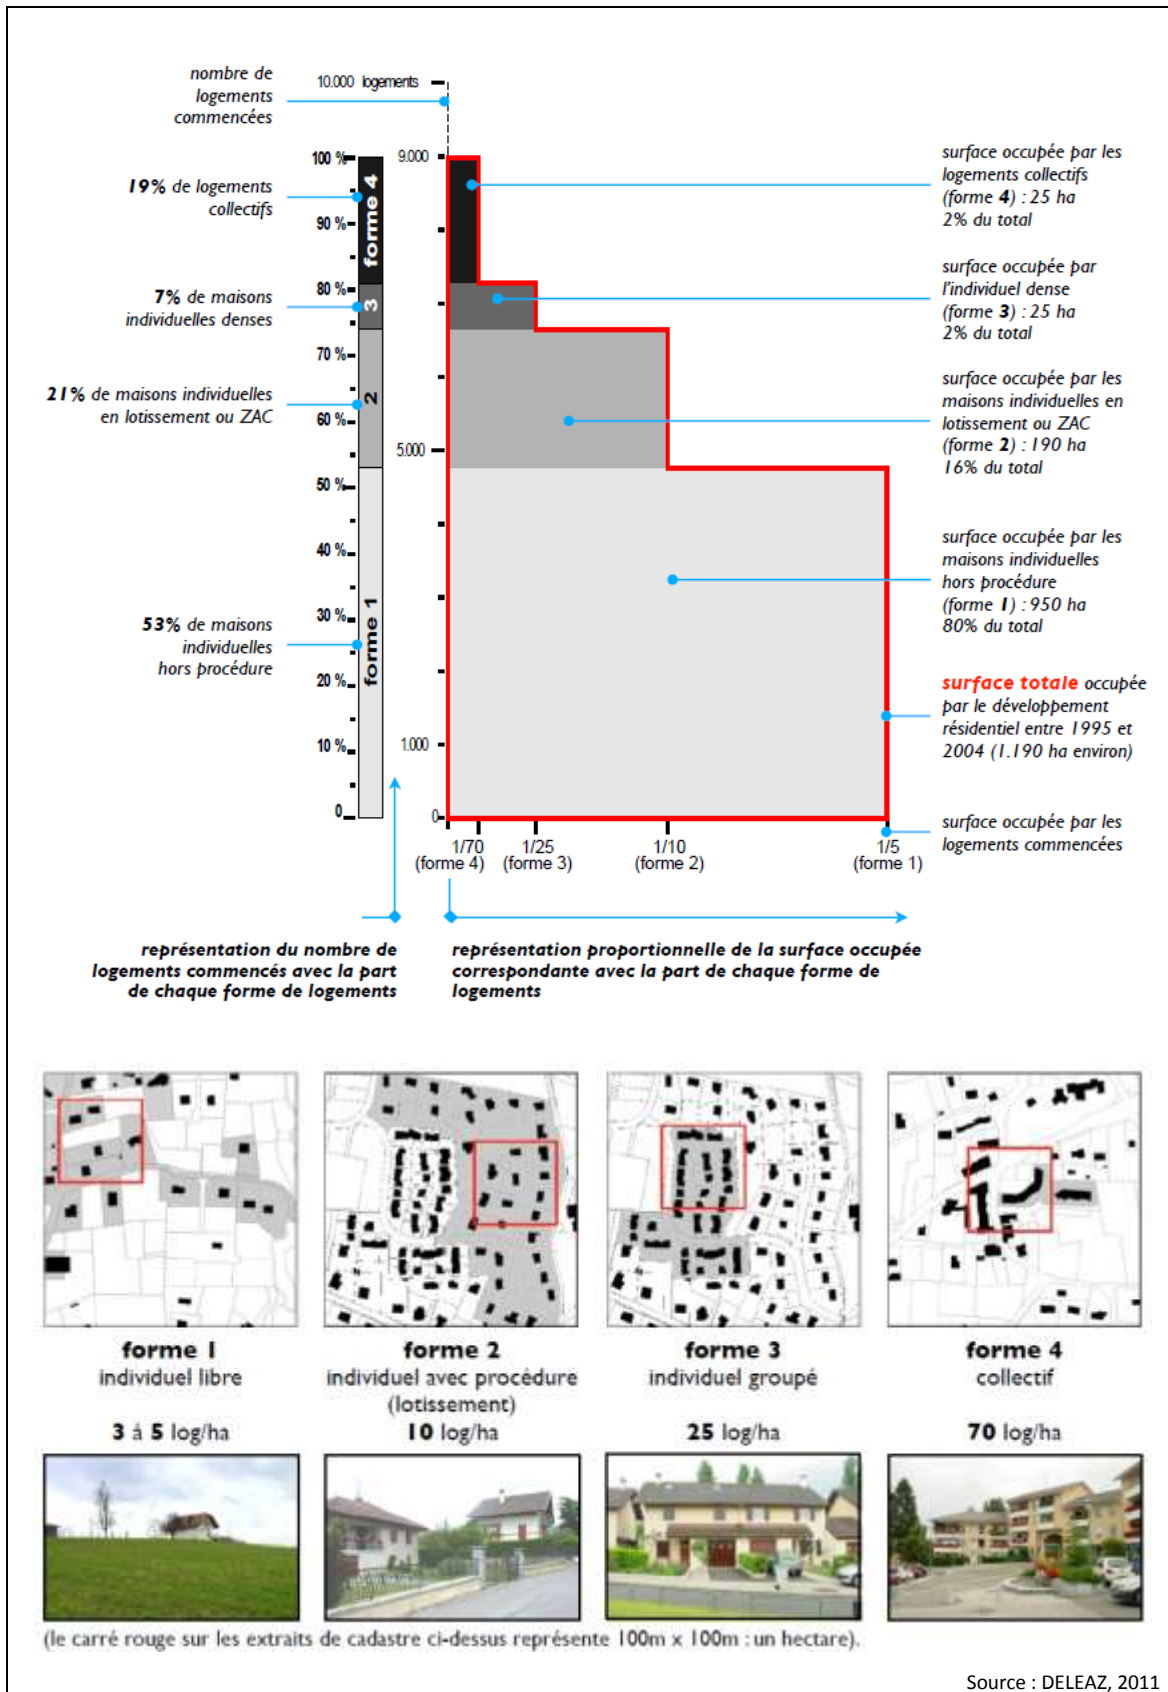 nombre de
logements
commencées
10.000 logements
100 %
90 %
80 %
70 %
60 %
50 %
40 %
30 %
20 %
10 %
0
forme 4
3
2
forme 1
19% de logements
collectifs
7% de maisons
individuelles denses
21% de maisons individuelles
en lotissement ou ZAC
53% de maisons
individuelles
hors procédure
9.000
5.000
1.000
0
surface occupée par les
logements collectifs
(forme 4) : 25 ha
2% du total
surface occupée par
l'individuel dense
(forme 3) : 25 ha
2% du total
surface occupée par les
maisons individuelles en
lotissement ou ZAC
(forme 2) : 190 ha
16% du total
surface occupée par les
maisons individuelles
hors procédure
(forme 1) : 950 ha
80% du total
surface totale occupée
par le développement
résidentiel entre 1995 et
2004 (1.190 ha environ)
surface occupée par les
logements commencées
1/70
(forme 4)
1/25
(forme 3)
1/10
(forme 2)
1/5
(forme 1)
représentation du nombre de
logements commencés avec la part
de chaque forme de logements
représentation proportionnelle de la surface occupée
correspondante avec la part de chaque forme de
logements
forme 1
individuel libre
3 à 5 log/ha
forme 2
individuel avec procédure
(lotissement)
10 log/ha
forme 3
individuel groupé
25 log/ha
forme 4
collectif
70 log/ha
(le carré rouge sur les extraits de cadastre ci-dessus représente 100m x 100m : un hectare).
Source : DELEAZ, 2011